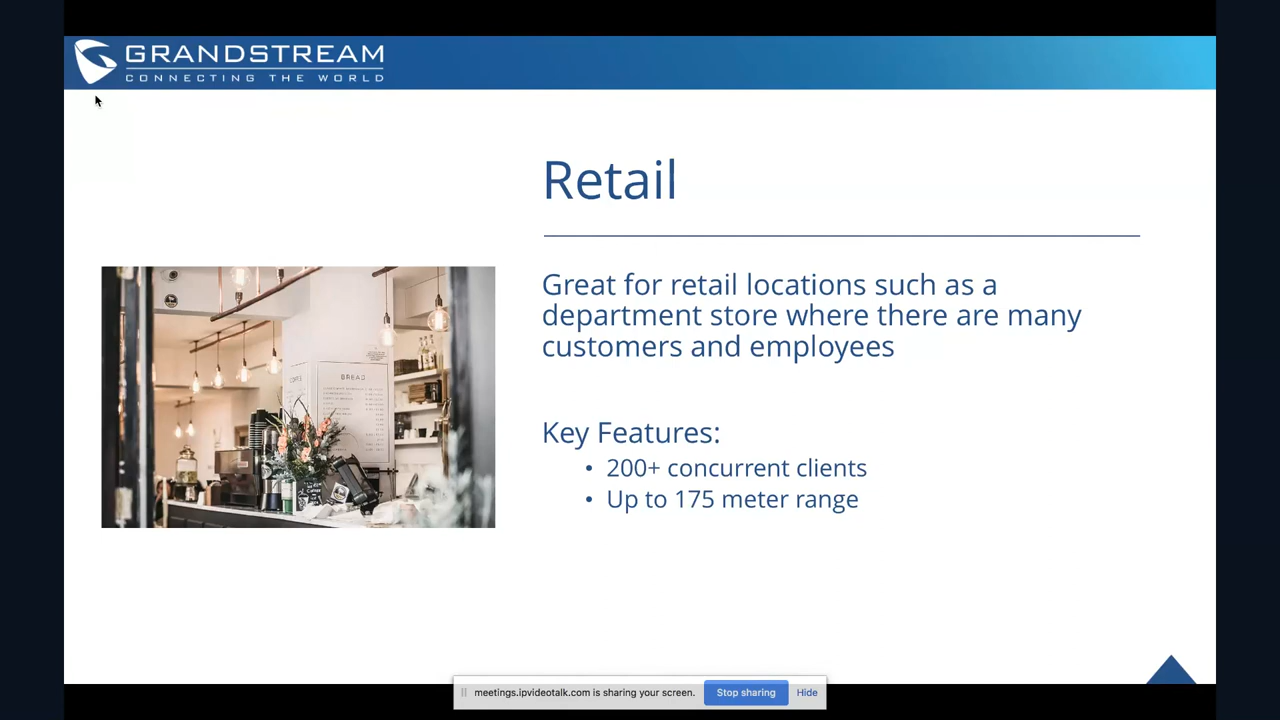 GRANDSTREAM
CONNECTING THE WORLD
Retail
Great for retail locations such as a
department store where there are many
customers and employees
Key Features:
• 200+ concurrent clients
• Up to 175 meter range
BREAD
meetings.ipvideotalk.com is sharing your screen.
Stop sharing
Hide